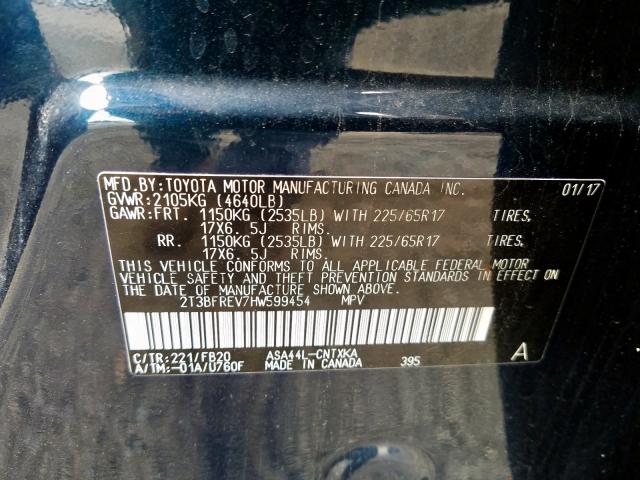 MFD.BY:TOYOTA MOTOR MANUFACTURING CANADA INC. 01/17
GVWR:2105KG (4640LB)
GAWR:FRT. 1150KG (2535LB) WITH 225/65R17 TIRES,
17X6. 5J RIMS.
RR. 1150KG (2535LB) WITH 225/65R17 TIRES,
17X6. 5J RIMS.
THIS VEHICLE CONFORMS TO ALL APPLICABLE FEDERAL MOTOR
VEHICLE SAFETY AND THEFT PREVENTION STANDARDS IN EFFECT ON
THE DATE OF MANUFACTURE SHOWN ABOVE.
2T3BFREV7HW599454 MPV
C/TR:221/FB20 ASA44L-CNTXKA A
A/TM:-01A/U760F MADE IN CANADA 395